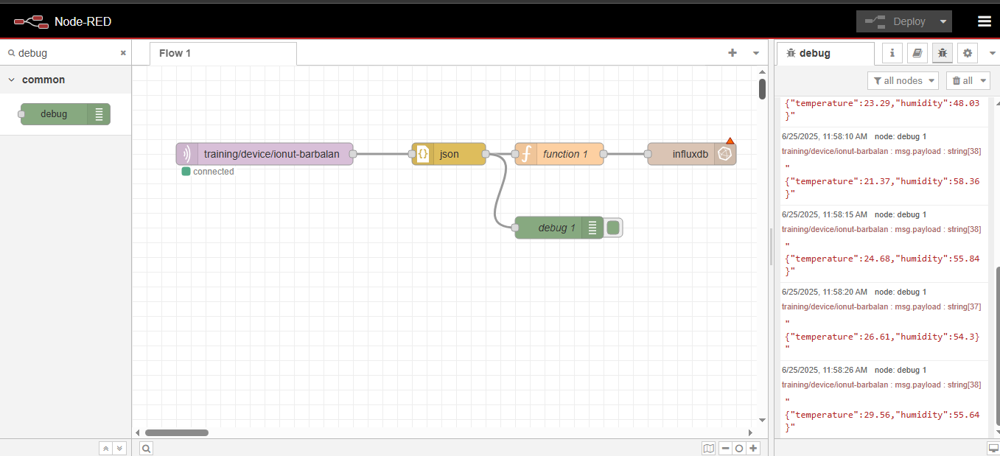 Node-RED
Deploy
debug
Flow 1
debug
common
all nodes
all
debug
training/device/ionut-barbalan
connected
json
function 1
influxdb
debug 1
{"temperature":23.29,"humidity":48.03
}"
6/25/2025, 11:58:10 AM node: debug 1
training/device/ionut-barbalan : msg.payload : string[38]
"
{"temperature":21.37,"humidity":58.36
}"
6/25/2025, 11:58:15 AM node: debug 1
training/device/ionut-barbalan : msg.payload : string[38]
"
{"temperature":24.68,"humidity":55.84
}"
6/25/2025, 11:58:20 AM node: debug 1
training/device/ionut-barbalan : msg.payload : string[37]
"
{"temperature":26.61,"humidity":54.3}
"
6/25/2025, 11:58:26 AM node: debug 1
training/device/ionut-barbalan : msg.payload : string[38]
"
{"temperature":29.56,"humidity":55.64
}"